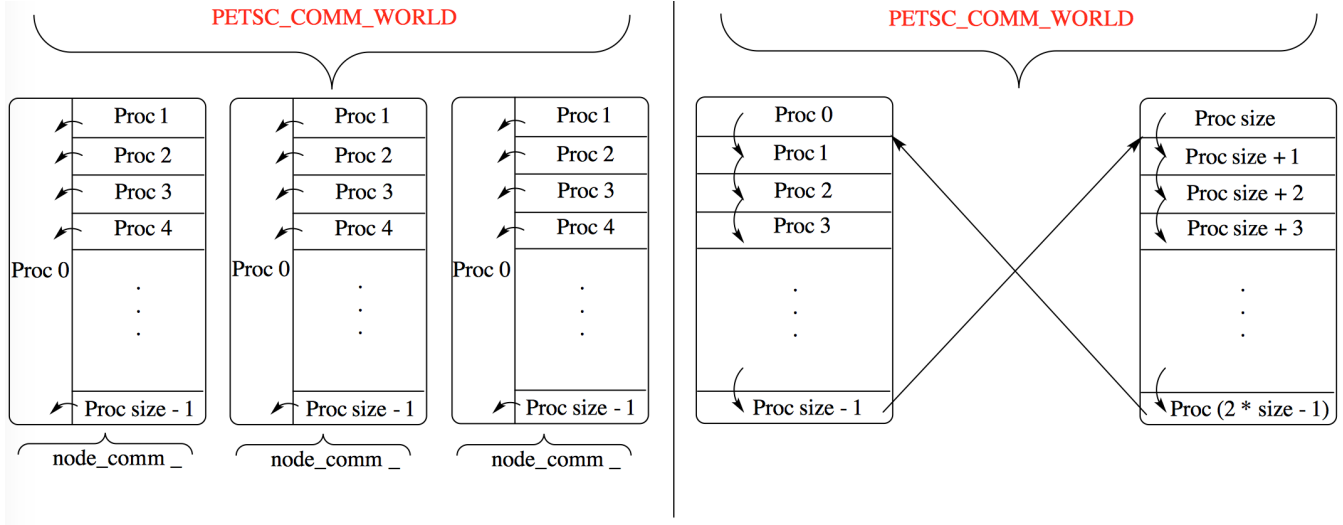 PETSC_COMM_WORLD
Proc 1
Proc 2
Proc 3
Proc 4
Proc 0
.
.
.
Proc size - 1
node_comm _
Proc 1
Proc 2
Proc 3
Proc 4
Proc 0
.
.
.
Proc size - 1
node_comm _
Proc 1
Proc 2
Proc 3
Proc 4
Proc 0
.
.
.
Proc size - 1
node_comm _
PETSC_COMM_WORLD
Proc 0
Proc 1
Proc 2
Proc 3
.
.
.
Proc size - 1
Proc size
Proc size + 1
Proc size + 2
Proc size + 3
.
.
.
Proc (2 * size - 1)